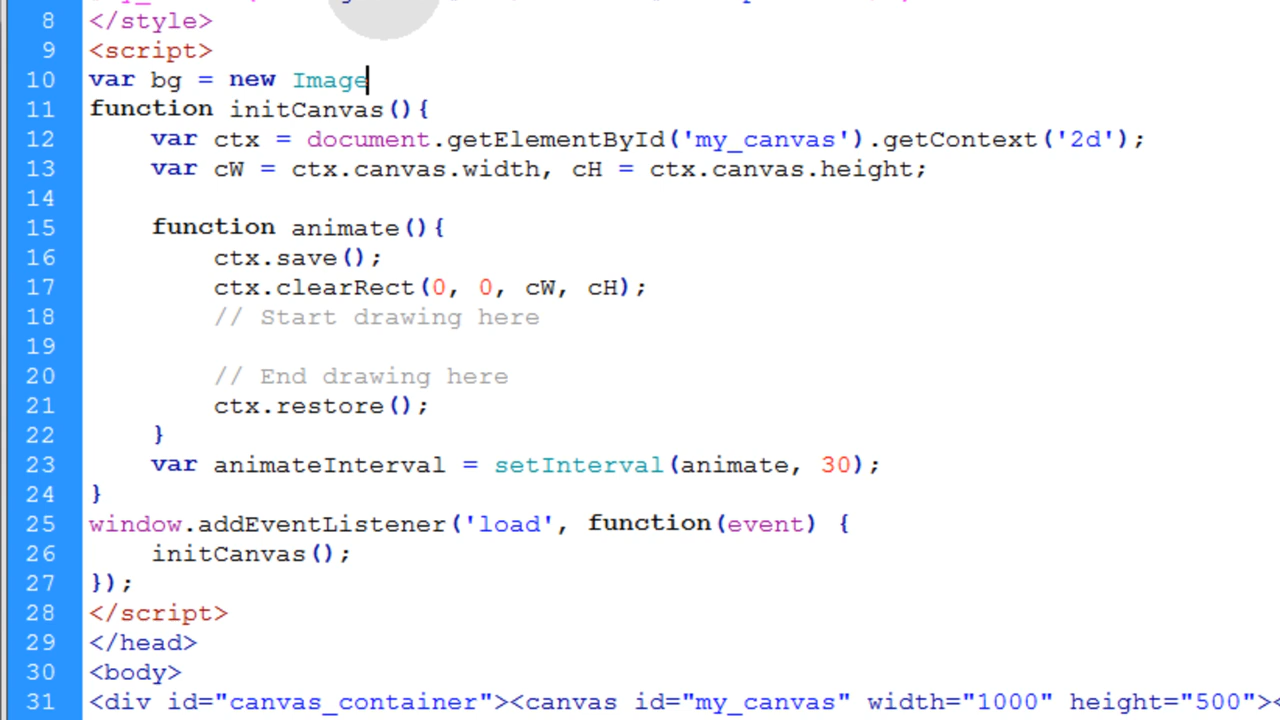 8 </style>
9 <script>
10 var bg = new Image
11 function initCanvas(){
12     var ctx = document.getElementById('my_canvas').getContext('2d');
13     var cW = ctx.canvas.width, cH = ctx.canvas.height;
14
15     function animate(){
16         ctx.save();
17         ctx.clearRect(0, 0, cW, cH);
18         // Start drawing here
19
20         // End drawing here
21         ctx.restore();
22     }
23     var animateInterval = setInterval(animate, 30);
24 }
25 window.addEventListener('load', function(event) {
26     initCanvas();
27 });
28 </script>
29 </head>
30 <body>
31 <div id="canvas_container"><canvas id="my_canvas" width="1000" height="500"><